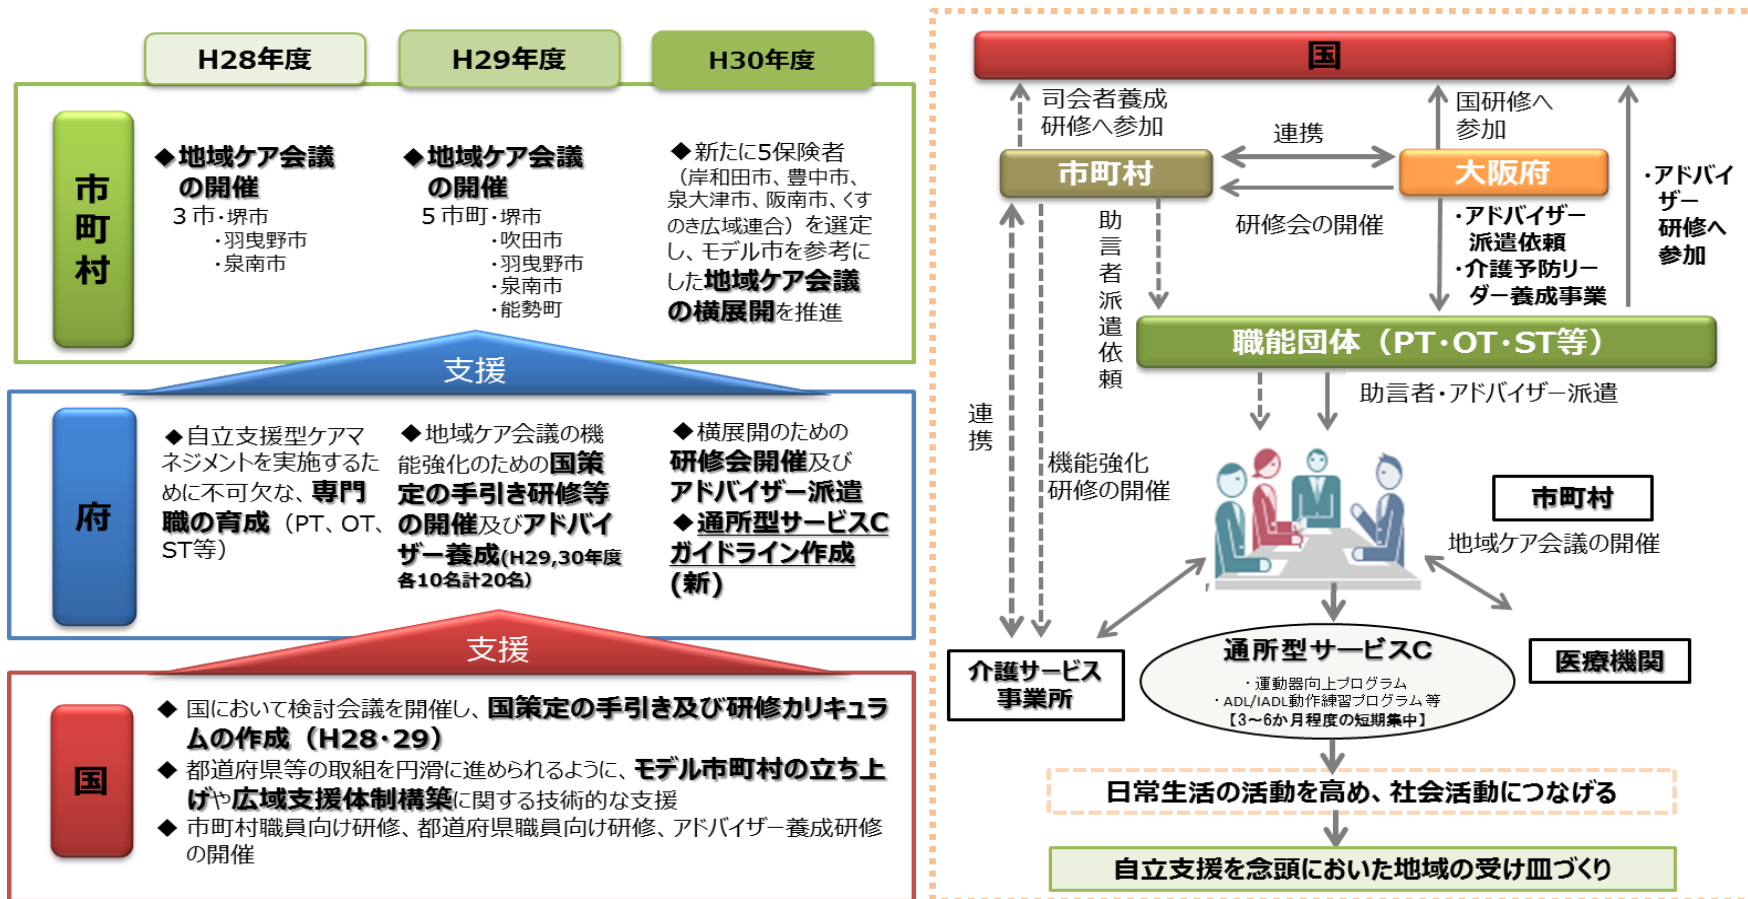 H28年度
H29年度
H30年度
市町村
◆地域ケア会議
の開催
3市・堺市
・羽曳野市
・泉南市
◆地域ケア会議
の開催
5市町・堺市
・吹田市
・羽曳野市
・泉南市
・能勢町
◆新たに5保険者
（岸和田市、豊中市、
泉大津市、阪南市、くす
のき広域連合）を選定
し、モデル市を参考に
した地域ケア会議
の横展開を推進
支援
府
◆自立支援型ケアマ
ネジメントを実施するた
めに不可欠な、専門
職の育成（PT、OT、
ST等）
◆地域ケア会議の機
能強化のための国策
定の手引き研修等
の開催及びアドバイ
ザー養成(H29,30年度
各10名計20名)
◆横展開のための
研修会開催及び
アドバイザー派遣
◆通所型サービスC
ガイドライン作成
(新)
支援
国
◆ 国において検討会議を開催し、国策定の手引き及び研修カリキュラ
ムの作成（H28・29）
◆ 都道府県等の取組を円滑に進められるように、モデル市町村の立ち上
げや広域支援体制構築に関する技術的な支援
◆ 市町村職員向け研修、都道府県職員向け研修、アドバイザー養成研修
の開催
国
司会者養成
研修へ参加
国研修へ
参加
連携
市町村
大阪府
・アドバイ
ザー
研修へ
参加
研修会の開催
・アドバイザー
派遣依頼
・介護予防リー
ダー養成事業
助言者派遣依頼
職能団体（PT・OT・ST等）
助言者・アドバイザー派遣
連携
機能強化
研修の開催
市町村
地域ケア会議の開催
介護サービス
事業所
通所型サービスC
・運動器向上プログラム
・ADL/IADL動作練習プログラム等
【3～6か月程度の短期集中】
医療機関
日常生活の活動を高め、社会活動につなげる
自立支援を念頭においた地域の受け皿づくり